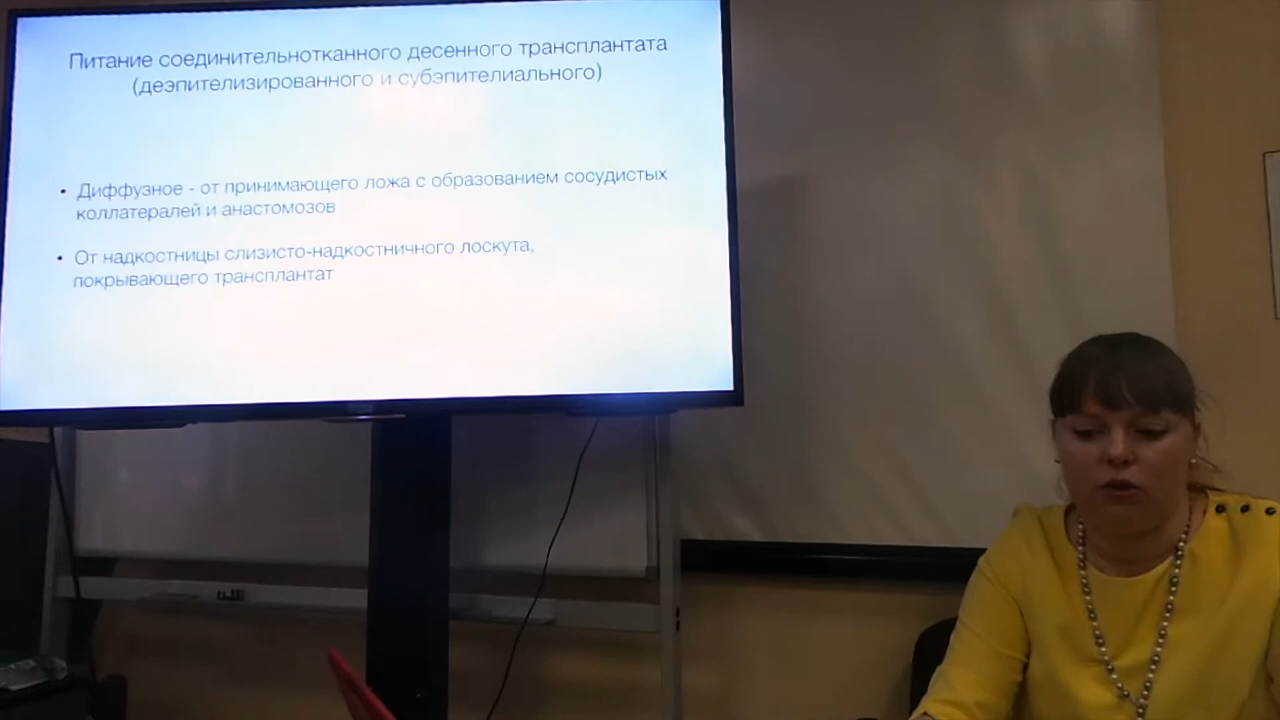 Питание соединительнотканного десенного трансплантата
(деэпителизированного и субэпителиального)
• Диффузное - от принимающего ложа с образованием сосудистых
коллатералей и анастомозов
• От надкостницы слизисто-надкостничного лоскута,
покрывающего трансплантат